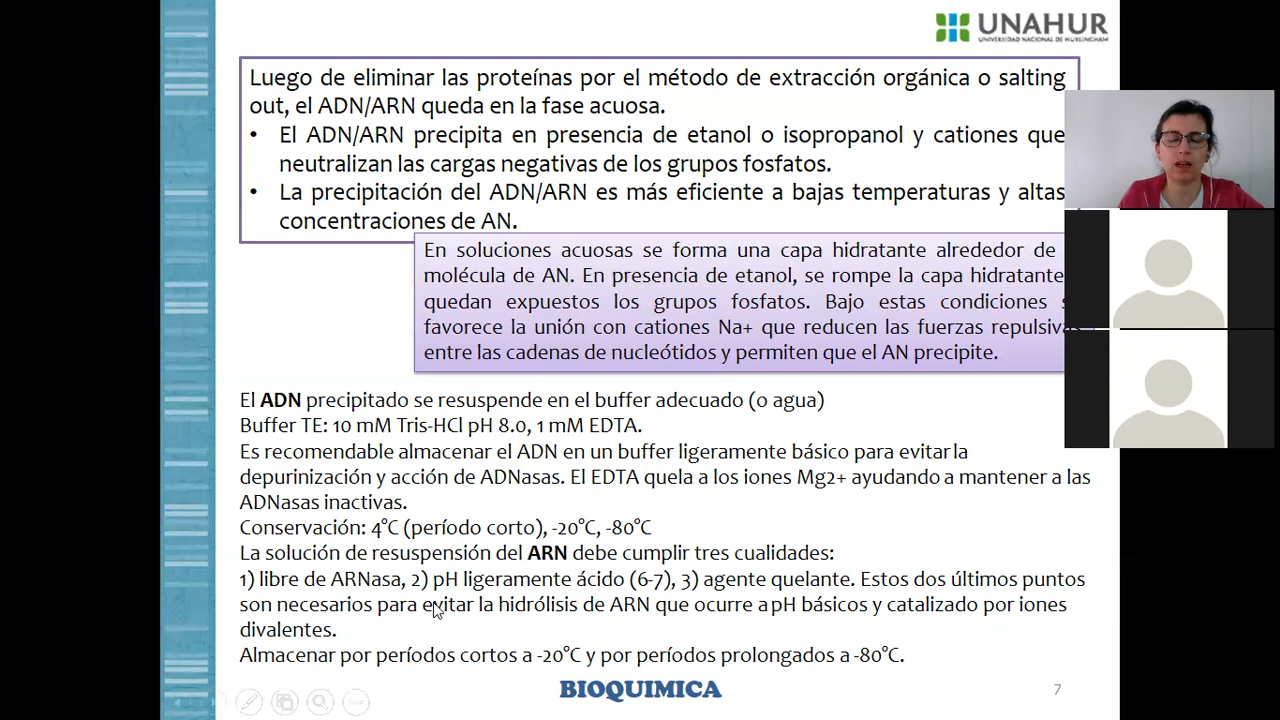 UNAHUR
UNIVERSIDAD NACIONAL DE HURLINGHAM
Luego de eliminar las proteínas por el método de extracción orgánica o salting
out, el ADN/ARN queda en la fase acuosa.
• El ADN/ARN precipita en presencia de etanol o isopropanol y cationes que
neutralizan las cargas negativas de los grupos fosfatos.
• La precipitación del ADN/ARN es más eficiente a bajas temperaturas y altas
concentraciones de AN.
En soluciones acuosas se forma una capa hidratante alrededor de
molécula de AN. En presencia de etanol, se rompe la capa hidratante
quedan expuestos los grupos fosfatos. Bajo estas condiciones
favorece la unión con cationes Na+ que reducen las fuerzas repulsivas
entre las cadenas de nucleótidos y permiten que el AN precipite.
El ADN precipitado se resuspende en el buffer adecuado (o agua)
Buffer TE: 10 mM Tris-HCl pH 8.0, 1 mM EDTA.
Es recomendable almacenar el ADN en un buffer ligeramente básico para evitar la
depurinización y acción de ADNasas. El EDTA quela a los iones Mg2+ ayudando a mantener a las
ADNasas inactivas.
Conservación: 4°C (período corto), -20°C, -80°C
La solución de resuspensión del ARN debe cumplir tres cualidades:
1) libre de ARNasa, 2) pH ligeramente ácido (6-7), 3) agente quelante. Estos dos últimos puntos
son necesarios para evitar la hidrólisis de ARN que ocurre a pH básicos y catalizado por iones
divalentes.
Almacenar por períodos cortos a -20°C y por períodos prolongados a -80°C.
BIOQUIMICA
7